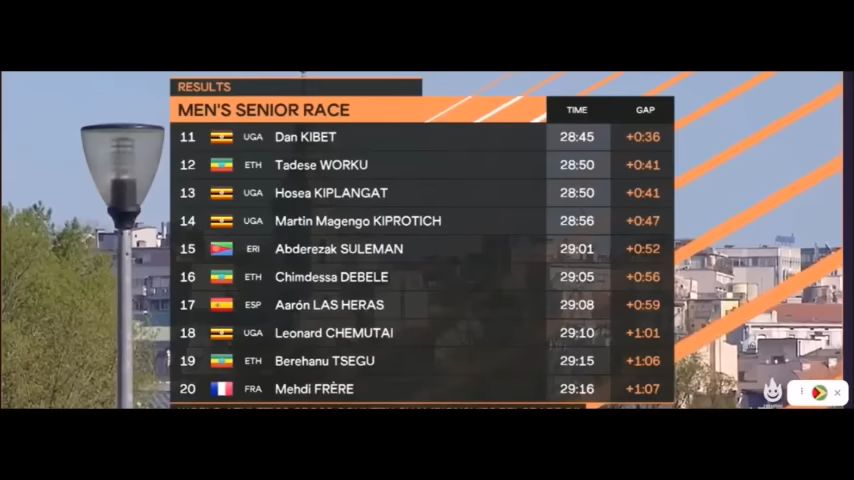 RESULTS
MEN'S SENIOR RACE TIME GAP
11 UGA Dan KIBET 28:45 +0:36
12 ETH Tadese WORKU 28:50 +0:41
13 UGA Hosea KIPLANGAT 28:50 +0:41
14 UGA Martin Magengo KIPROTICH 28:56 +0:47
15 ERI Abderezak SULEMAN 29:01 +0:52
16 ETH Chimdessa DEBELE 29:05 +0:56
17 ESP Aarón LAS HERAS 29:08 +0:59
18 UGA Leonard CHEMUTAI 29:10 +1:01
19 ETH Berehanu TSEGU 29:15 +1:06
20 FRA Mehdi FRÈRE 29:16 +1:07